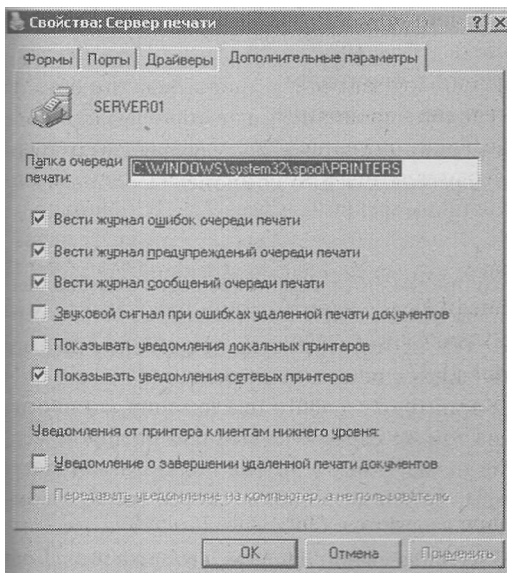 Свойства: Сервер печати
Формы Порты Драйверы Дополнительные параметры
SERVER01
Папка очереди
печати:
C:\WINDOWS\system32\spool\PRINTERS
Вести журнал ошибок очереди печати
Вести журнал предупреждений очереди печати
Вести журнал сообщений очереди печати
Звуковой сигнал при ошибках удаленной печати документов
Показывать уведомления локальных принтеров
Показывать уведомления сетевых принтеров
Уведомления от принтера клиентам нижнего уровня:
Уведомление о завершении удаленной печати документов
Передавать уведомление на компьютер, а не пользователю
OK Отмена Применить